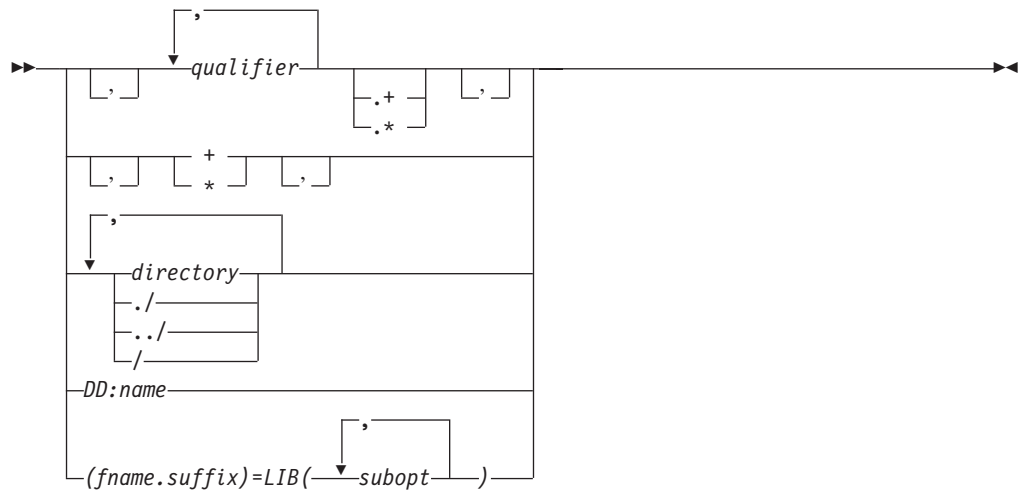 ,
qualifier
, .+ ,
.*
+
, * ,
,
directory
./
../
/
DD:name
,
(fname.suffix)=LIB( subopt )